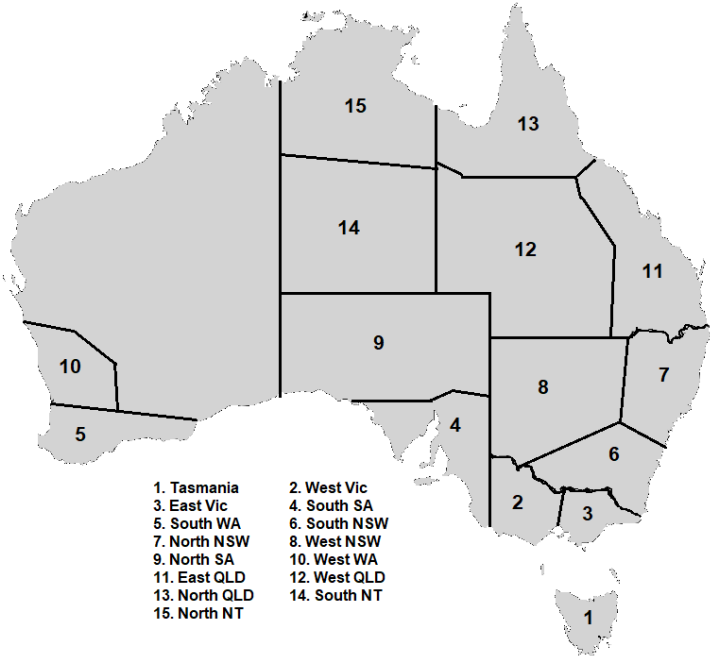 15
13
14
12
11
9
10
8
7
5
4
6
2
3
1. Tasmania 2. West Vic
3. East Vic 4. South SA
5. South WA 6. South NSW
7. North NSW 8. West NSW
9. North SA 10. West WA
11. East QLD 12. West QLD
13. North QLD 14. South NT
15. North NT
1